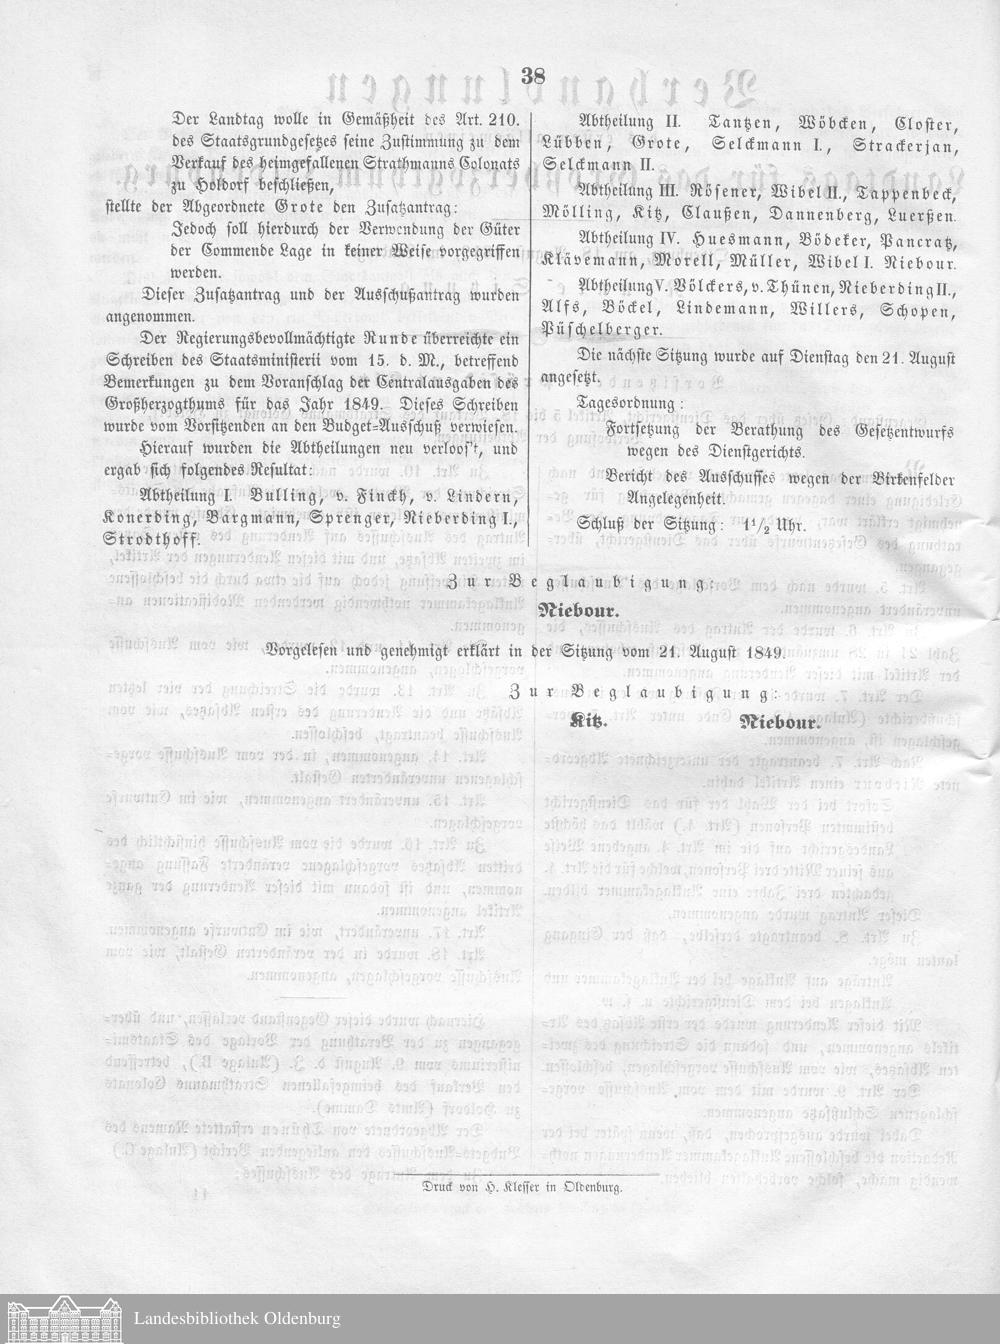 38
Der Landtag wolle in Gemäßheit des Art. 210.
des Staatsgrundgesetzes seine Zustimmung zu dem
Verkauf des heimgefallenen Strathmanns Colonats
zu Holdorf beschließen,
stellte der Abgeordnete Grote den Zusatzantrag:
Jedoch soll hierdurch der Verwendung der Güter
der Commende Lage in keiner Weise vorgegriffen
werden.
Dieser Zusatzantrag und der Ausschußantrag wurden
angenommen.
Der Regierungsbevollmächtigte Runde überreichte ein
Schreiben des Staatsministerii vom 15. d. M., betreffend
Bemerkungen zu dem Voranschlag der Centralausgaben des
Großherzogthums für das Jahr 1849. Dieses Schreiben
wurde vom Vorsitzenden an den Budget=Ausschuß verwiesen.
Hierauf wurden die Abtheilungen neu verloos't, und
ergab sich folgendes Resultat:
Abtheilung I. Bulling, v. Finckh, v. Lindern,
Konerding, Bargmann, Sprenger, Nieberding I.,
Strodthoff.
Abtheilung II. Tantzen, Wöbcken, Closter,
Lübben, Grote, Selckmann I., Strackerjan,
Selckmann II.
Abtheilung III. Rösener, Wibel II., Tappenbeck,
Mölling, Kitz, Claußen, Dannenberg, Luerßen.
Abtheilung IV. Huesmann, Bödeker, Pancratz,
Klävemann, Morell, Müller, Wibel I. Niebour.
Abtheilung V. Völckers, v. Thünen, Nieberding II.,
Alfs, Böckel, Lindemann, Willers, Schopen,
Püschelberger.
Die nächste Sitzung wurde auf Dienstag den 21. August
angesetzt.
Tagesordnung:
Fortsetzung der Berathung des Gesetzentwurfs
wegen des Dienstgerichts.
Bericht des Ausschusses wegen der Birkenfelder
Angelegenheit.
Schluß der Sitzung: 1½ Uhr.
Zur Beglaubigung:
Niebour.
Vorgelesen und genehmigt erklärt in der Sitzung vom 21. August 1849.
Zur Beglaubigung:
Kitz. Niebour.
Druck von H. Klesser in Oldenburg.
Landesbibliothek Oldenburg